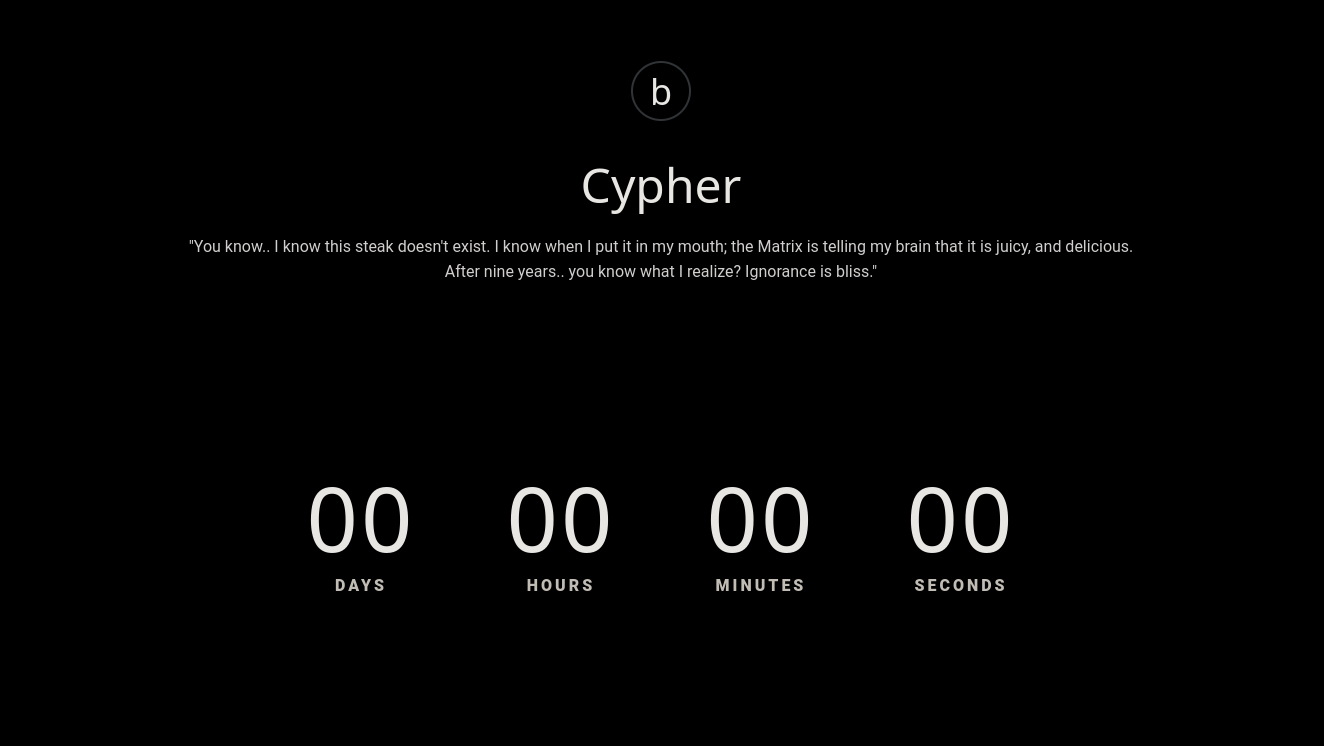 b
Cypher
"You know.. I know this steak doesn't exist. I know when I put it in my mouth; the Matrix is telling my brain that it is juicy, and delicious.
After nine years.. you know what I realize? Ignorance is bliss."
00 00 00 00
DAYS HOURS MINUTES SECONDS